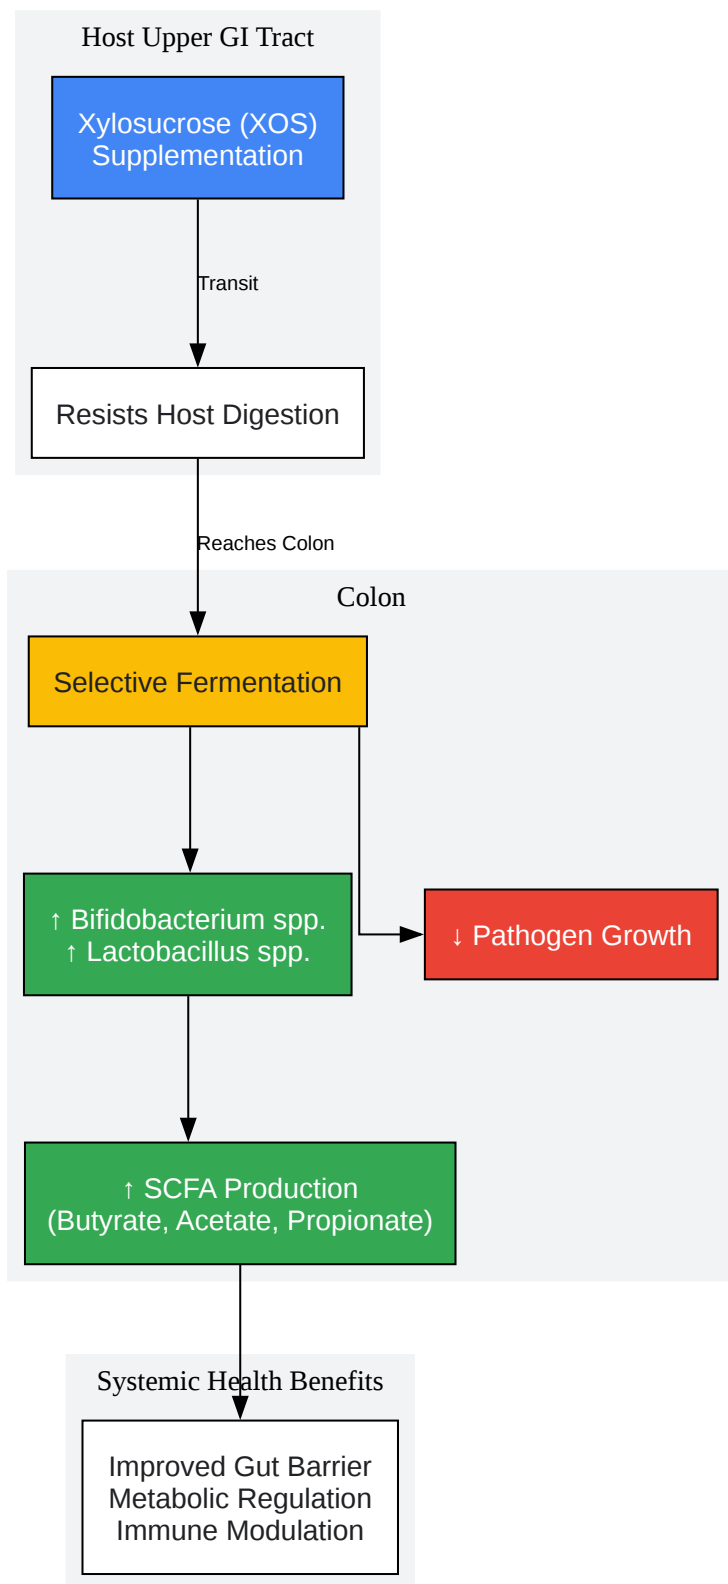 Host Upper GI Tract
Xylosucrose (XOS)
Supplementation
Transit
Resists Host Digestion
Reaches Colon
Colon
Selective Fermentation
↑ Bifidobacterium spp.
↑ Lactobacillus spp.
↓ Pathogen Growth
↑ SCFA Production
(Butyrate, Acetate, Propionate)
Systemic Health Benefits
Improved Gut Barrier
Metabolic Regulation
Immune Modulation